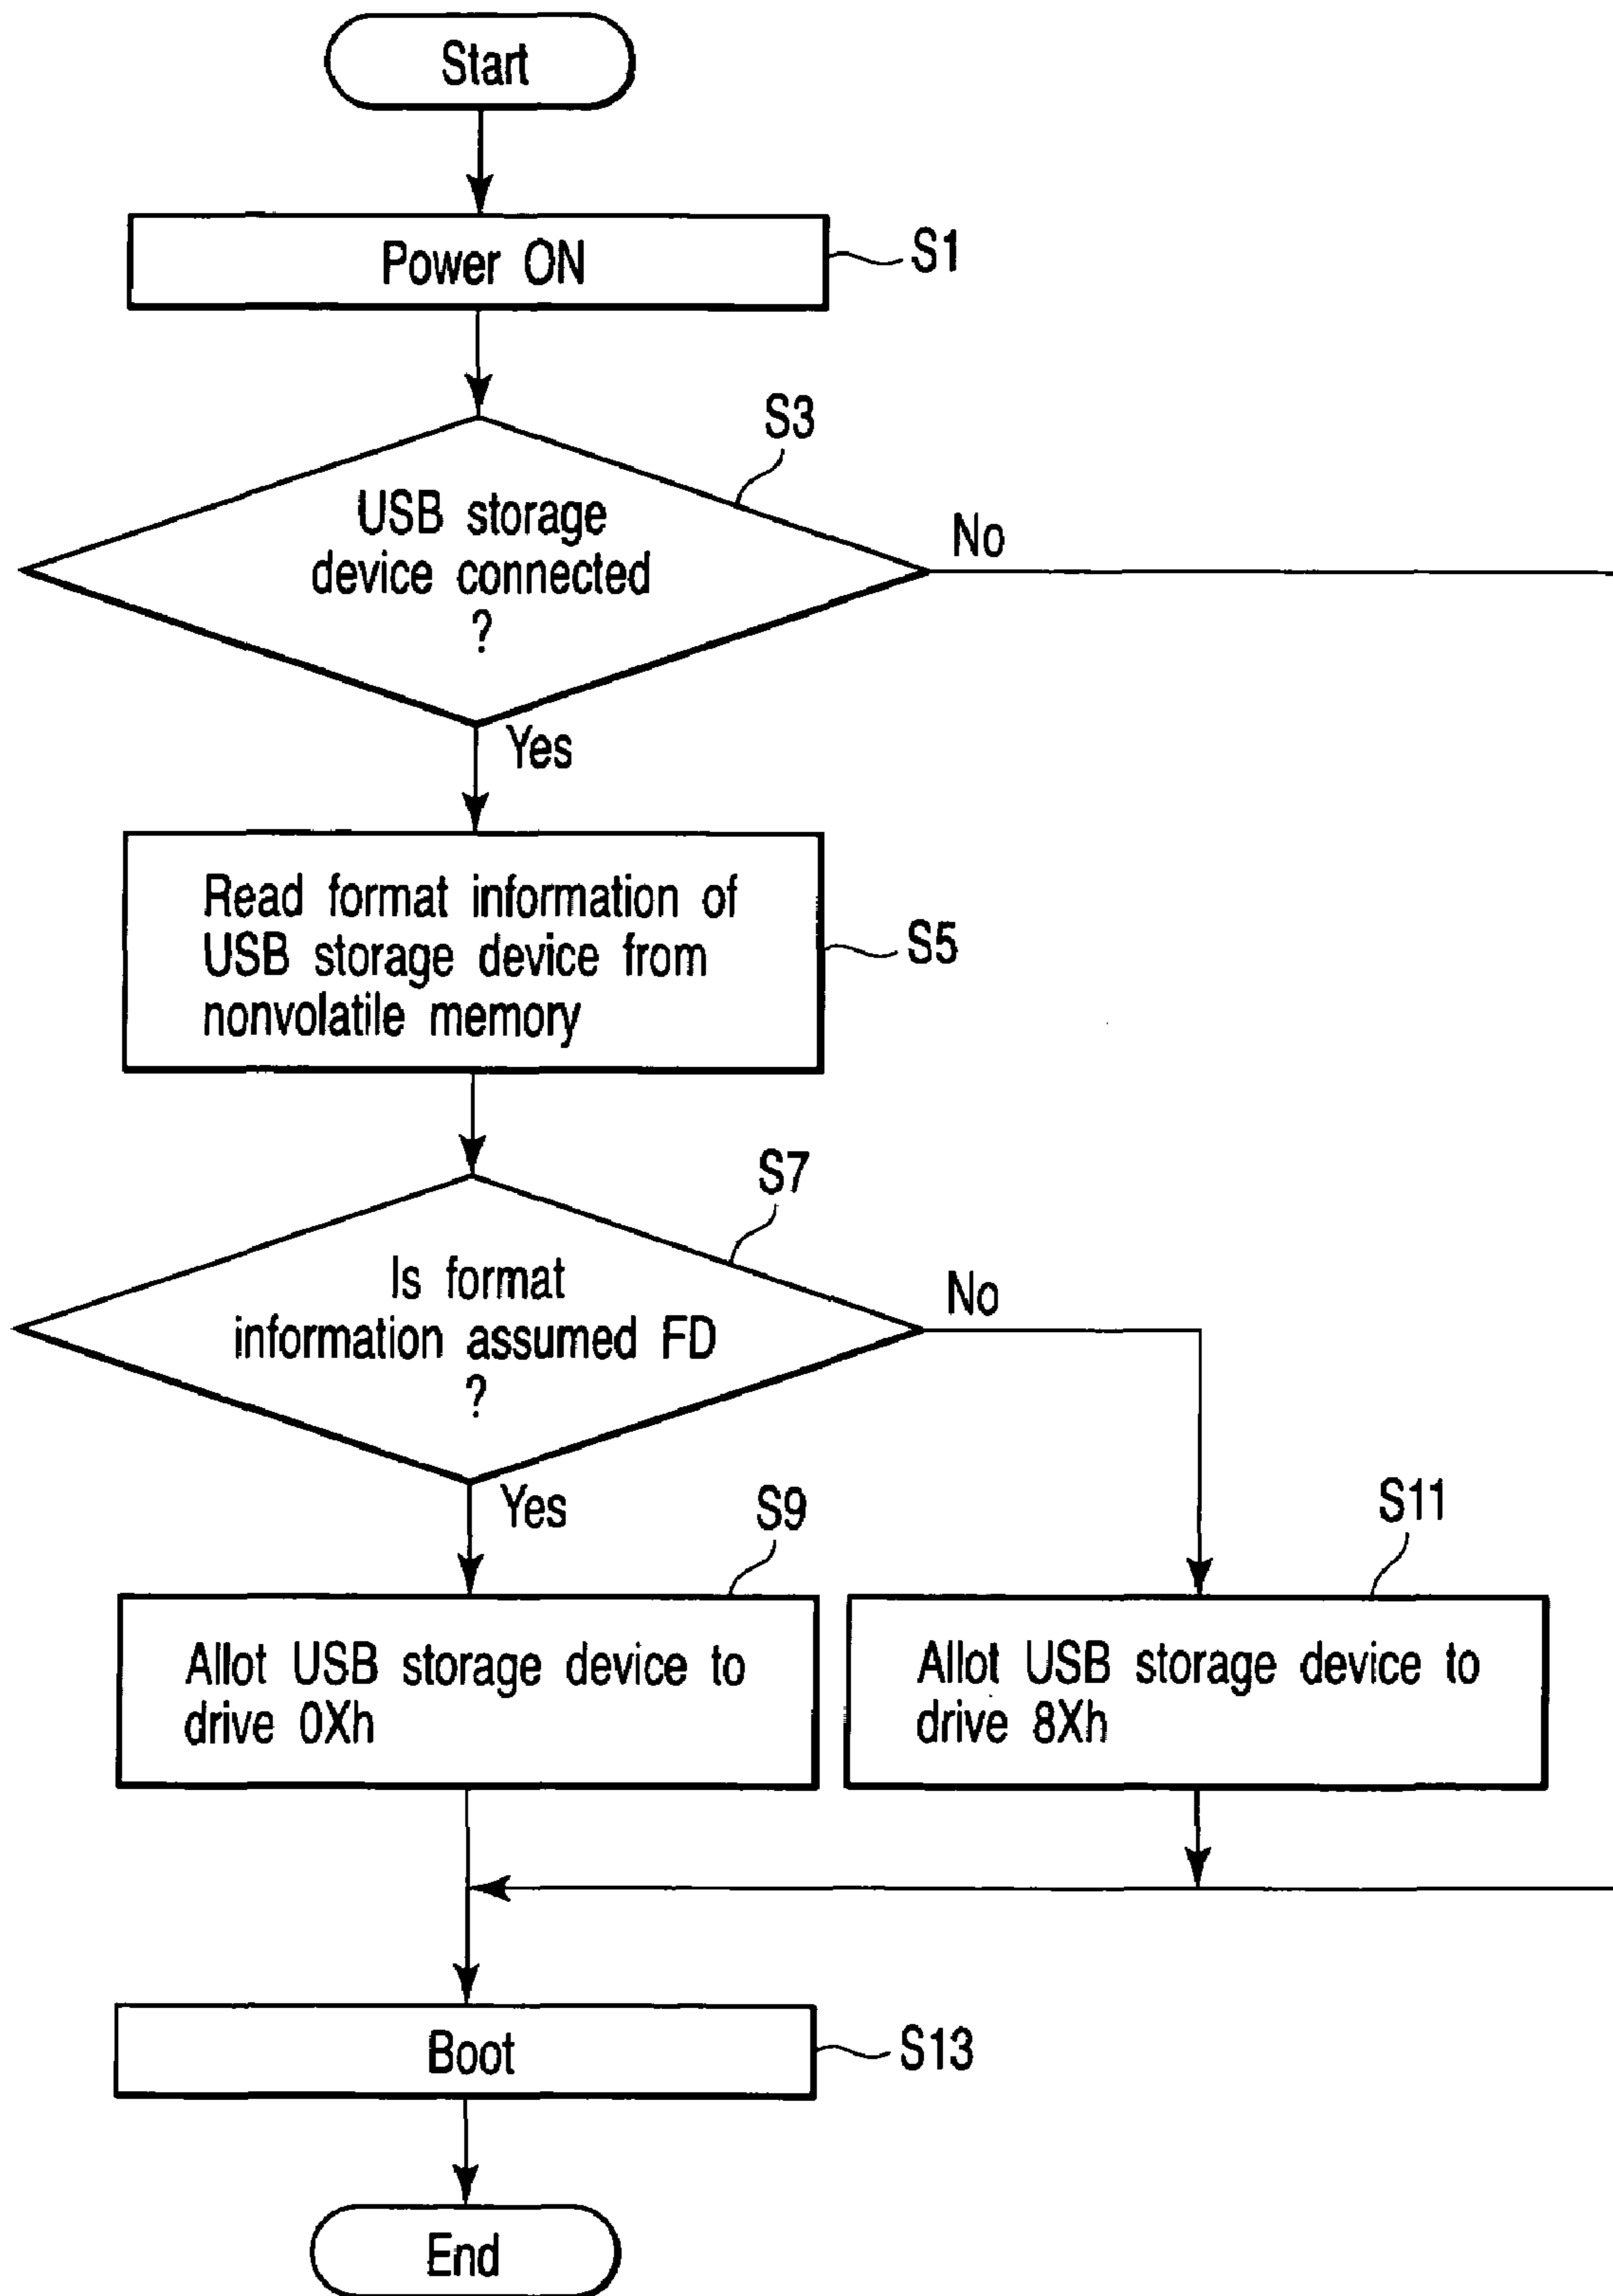 Start
Power ON
S1
S3
USB storage
device connected
?
No
Yes
Read format information of
USB storage device from
nonvolatile memory
S5
S7
Is format
information assumed FD
?
No
Yes
S9
S11
Allot USB storage device to
drive 0Xh
Allot USB storage device to
drive 8Xh
Boot
S13
End